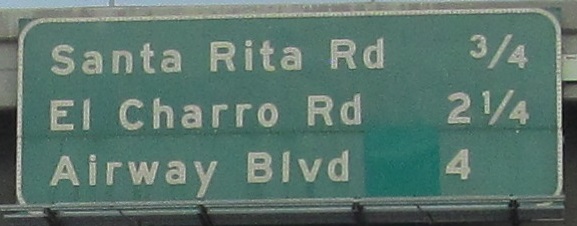 Santa Rita Rd 3/4
El Charro Rd 2 1/4
Airway Blvd 4